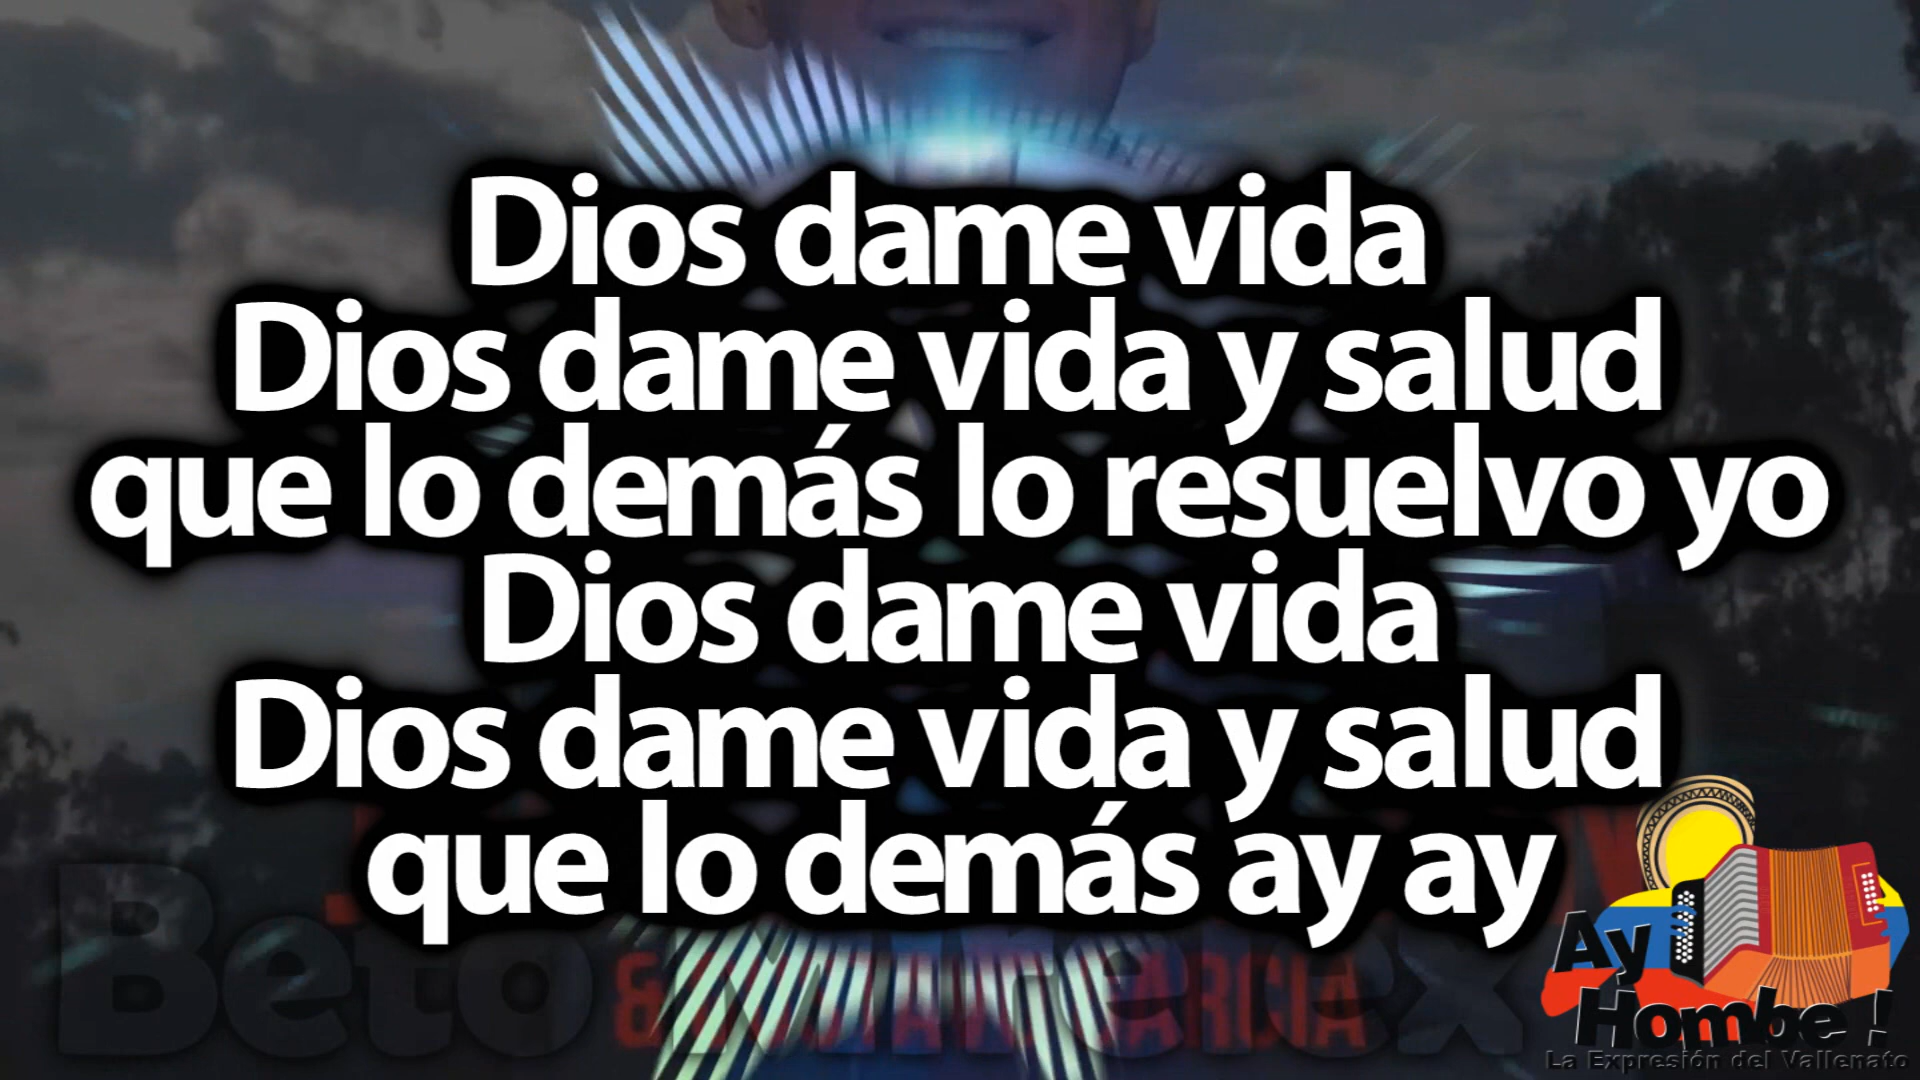 Dios dame vida
Dios dame vida y salud
que lo demás lo resuelvo yo
Dios dame vida
Dios dame vida y salud
que lo demás ay ay
Beto
&
Ay
Hombe !
La Expresión del Vallenato